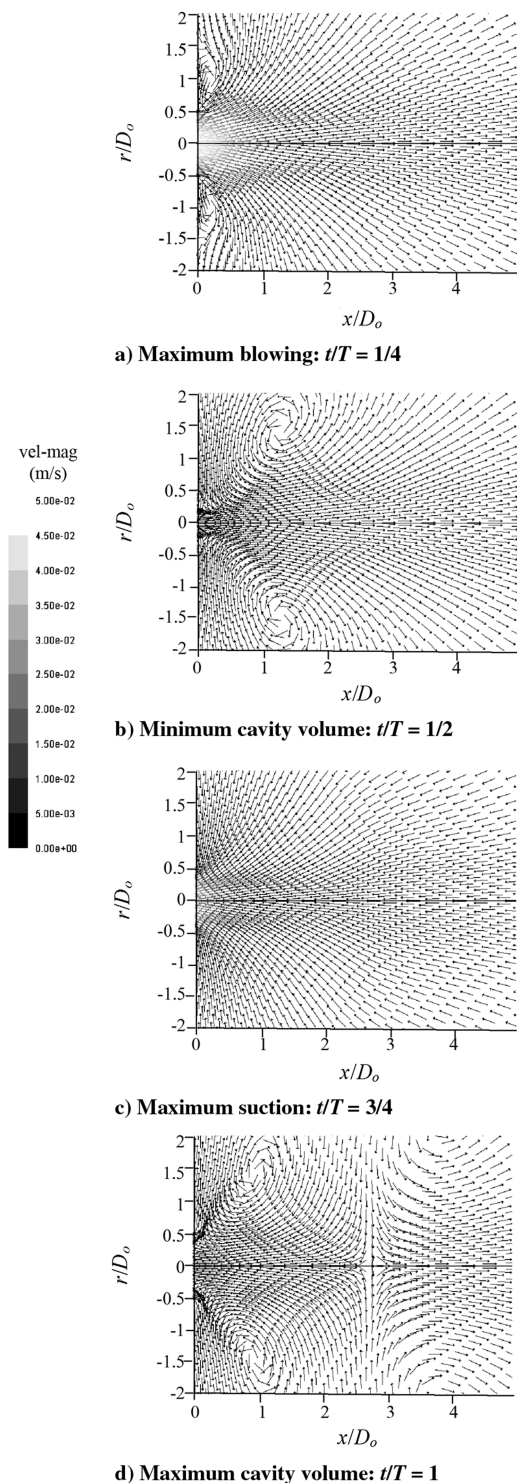 2
1.5
1
0.5
0
-0.5
-1
-1.5
-2
r/Do
0 1 2 3 4
x/Do
a) Maximum blowing: t/T = 1/4
vel-mag
(m/s)
5.00e-02
4.50e-02
4.00e-02
3.50e-02
3.00e-02
2.50e-02
2.00e-02
1.50e-02
1.00e-02
5.00e-03
0.00e+00
2
1.5
1
0.5
0
-0.5
-1
-1.5
-2
r/Do
0 1 2 3 4
x/Do
b) Minimum cavity volume: t/T = 1/2
2
1.5
1
0.5
0
-0.5
-1
-1.5
-2
r/Do
0 1 2 3 4
x/Do
c) Maximum suction: t/T = 3/4
2
1.5
1
0.5
0
-0.5
-1
-1.5
-2
r/Do
0 1 2 3 4
x/Do
d) Maximum cavity volume: t/T = 1